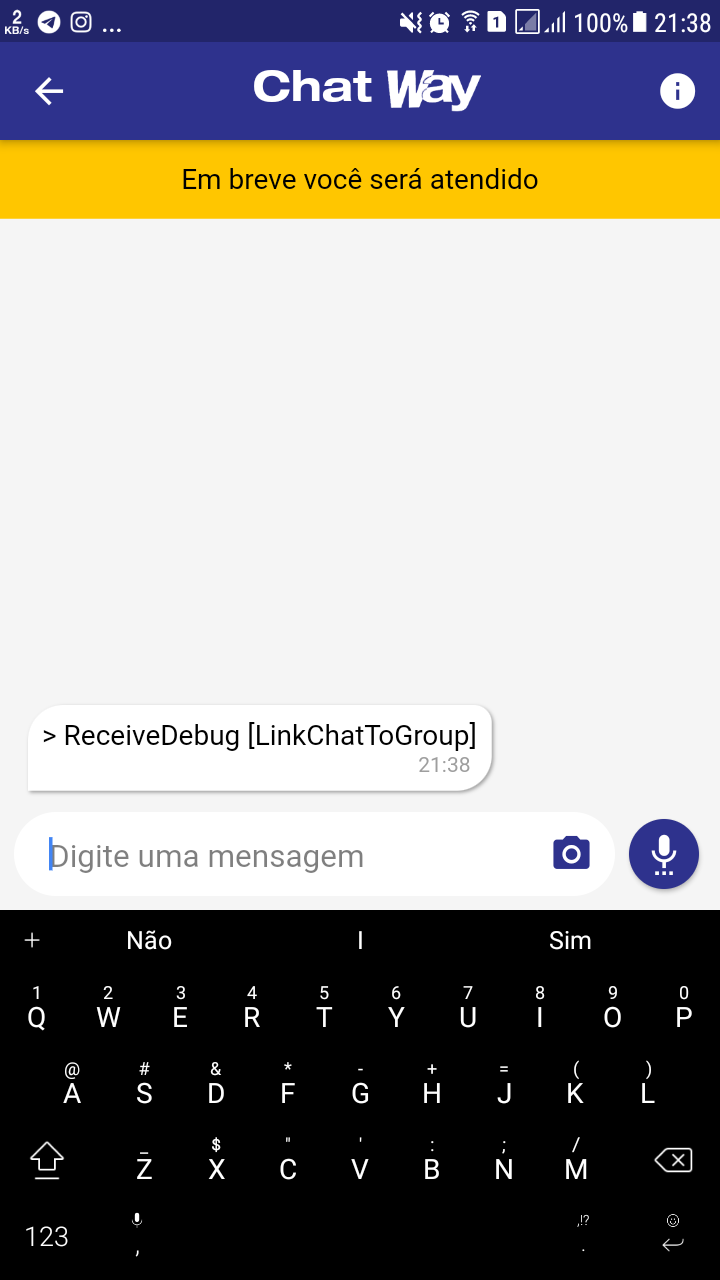 2
KB/s
...
1
100%
21:38
Chat Way
Em breve você será atendido
> ReceiveDebug [LinkChatToGroup]
21:38
Digite uma mensagem
+ Não I Sim
1 2 3 4 5 6 7 8 9 0
Q W E R T Y U I O P
@ # & * - + = ( )
A S D F G H J K L
_ $ " ' : ; /
Z X C V B N M
,!?
123 , .